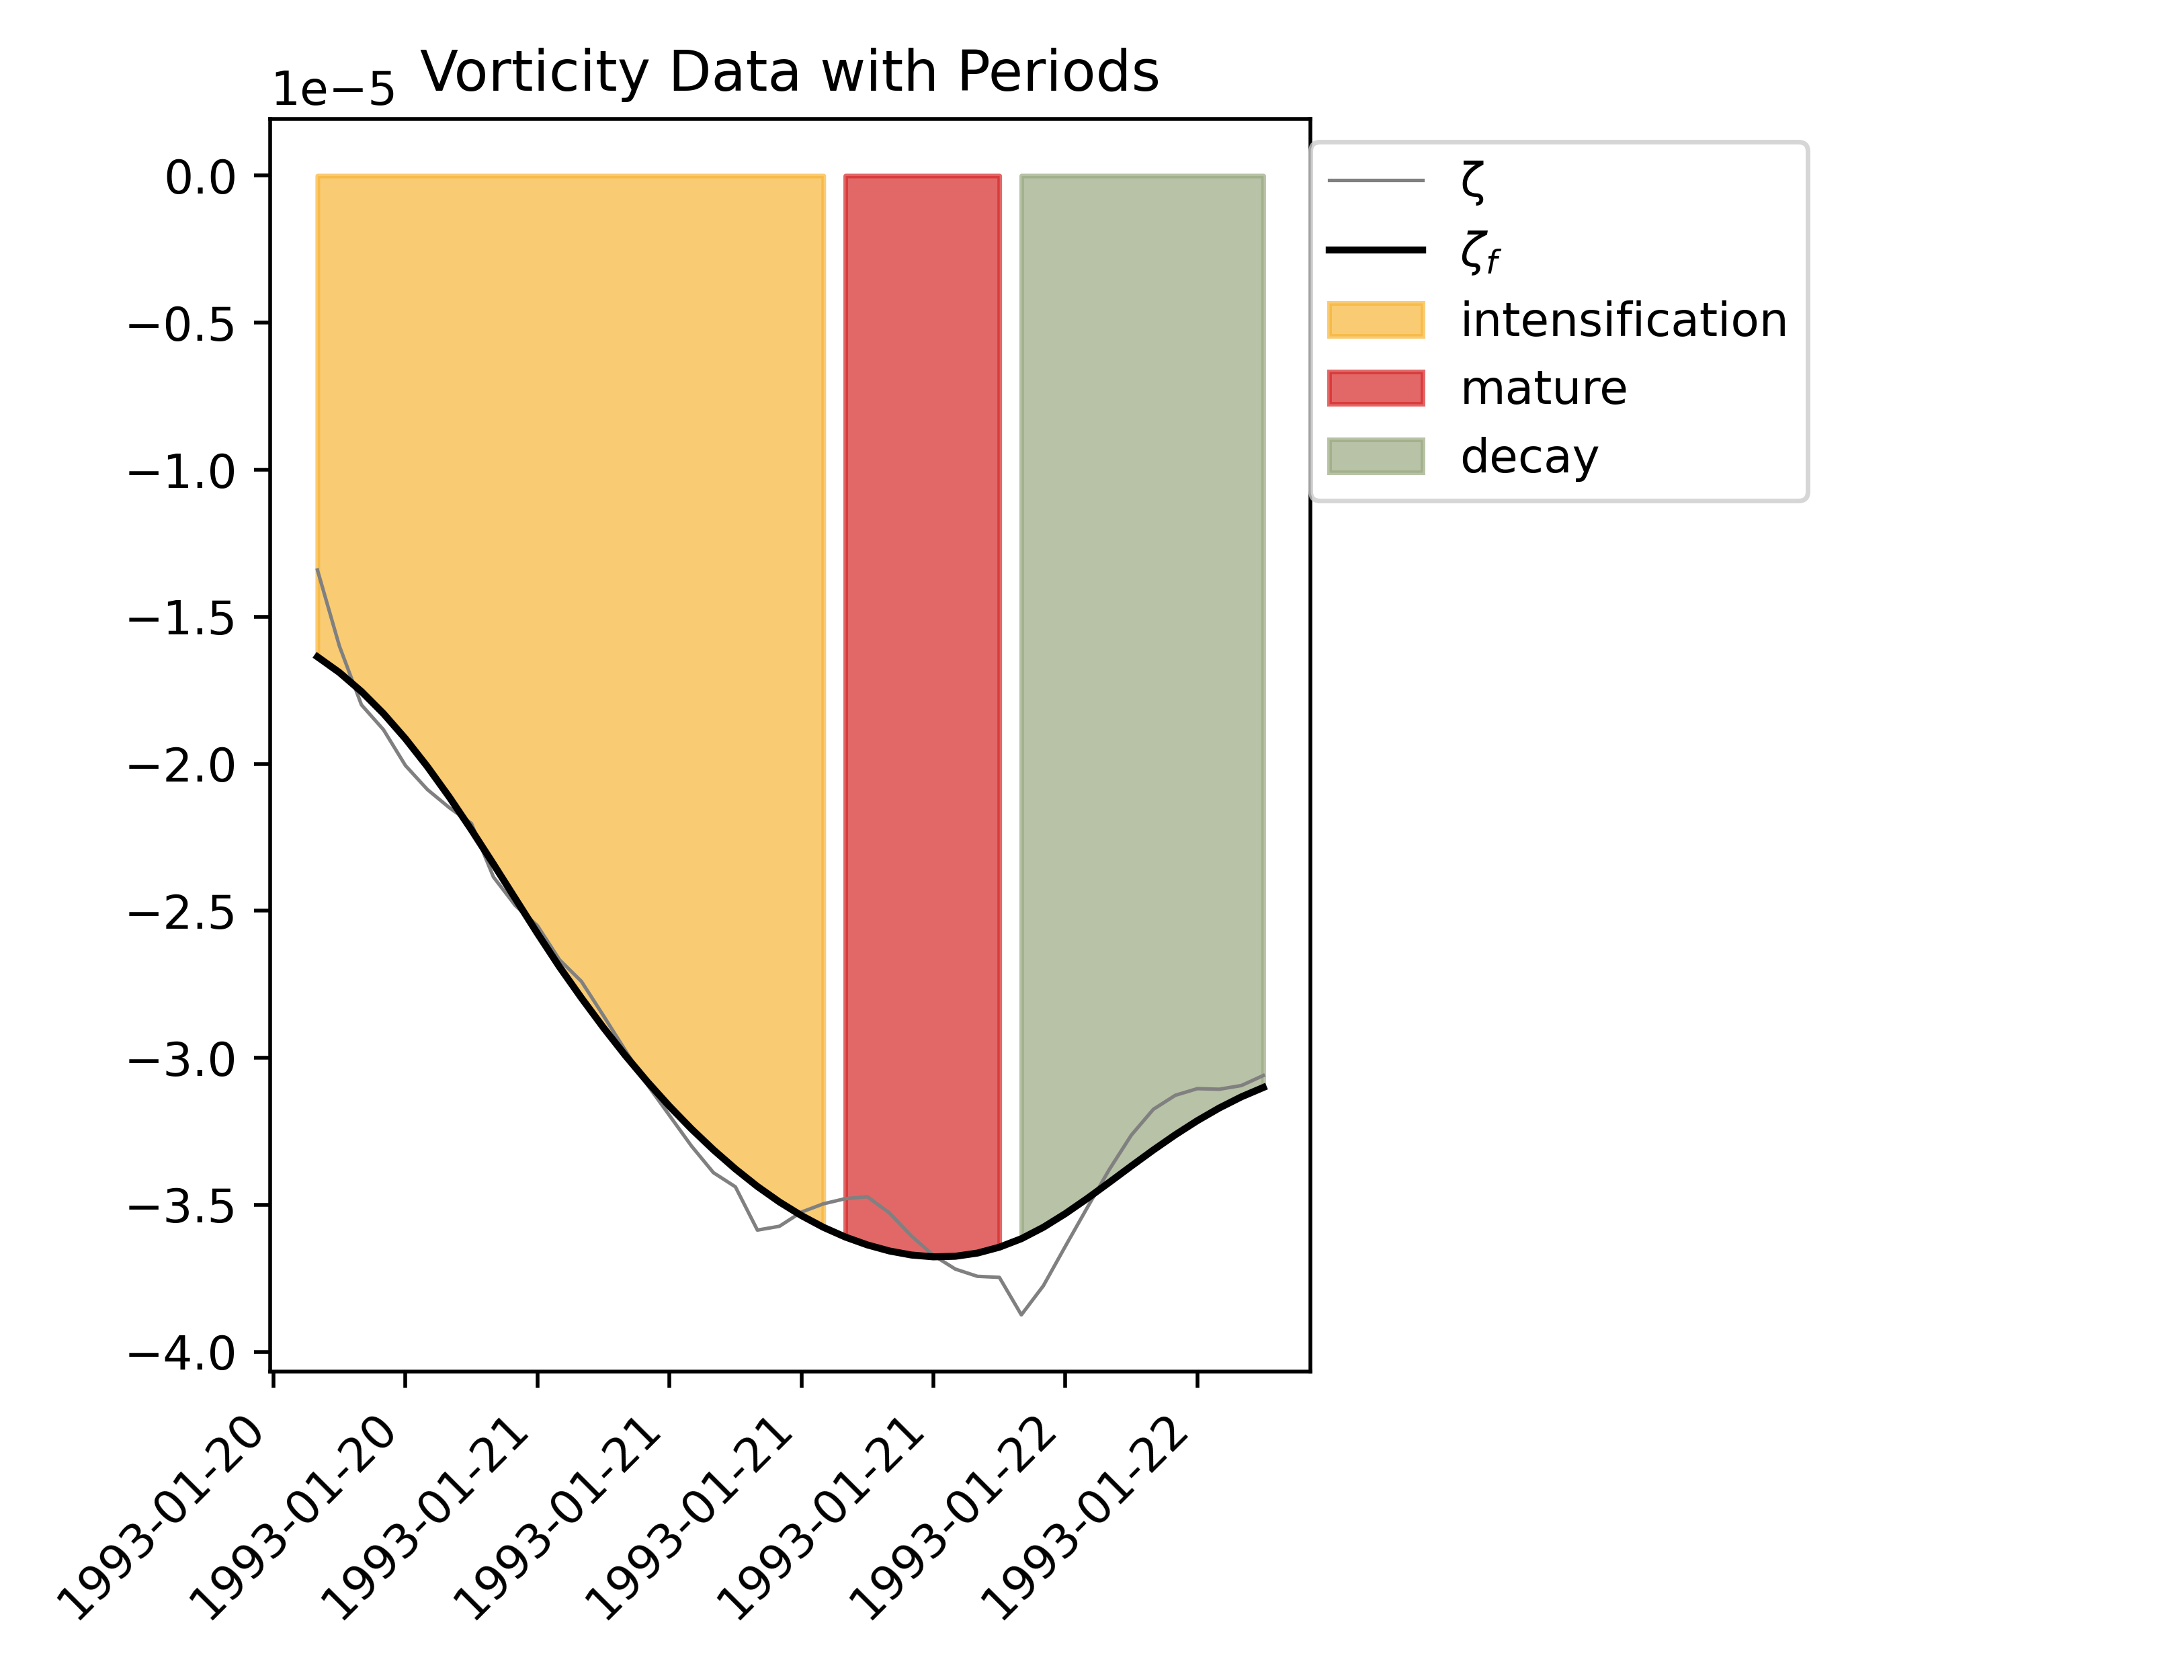 Vorticity Data with Periods
1e−5
0.0
−0.5
−1.0
−1.5
−2.0
−2.5
−3.0
−3.5
−4.0
1993-01-20
1993-01-20
1993-01-21
1993-01-21
1993-01-21
1993-01-21
1993-01-22
1993-01-22
ζ
ζf
intensification
mature
decay